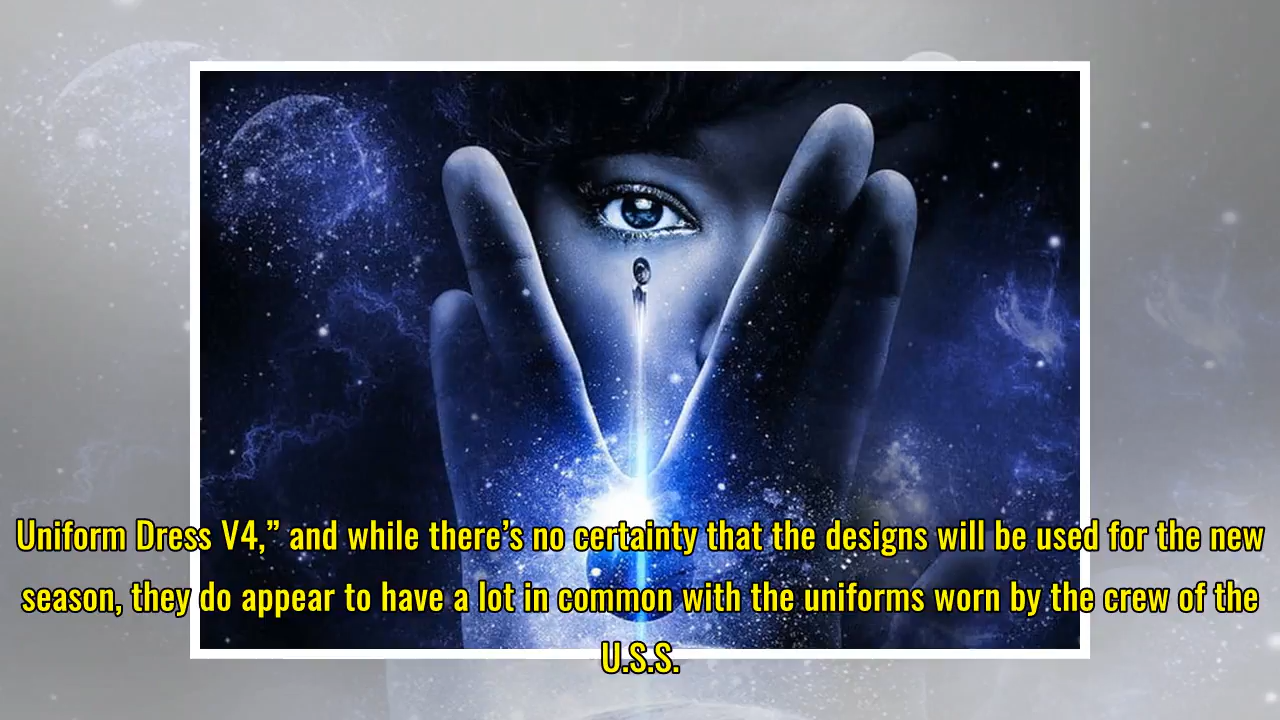 Uniform Dress V4,” and while there’s no certainty that the designs will be used for the new
season, they do appear to have a lot in common with the uniforms worn by the crew of the
U.S.S.